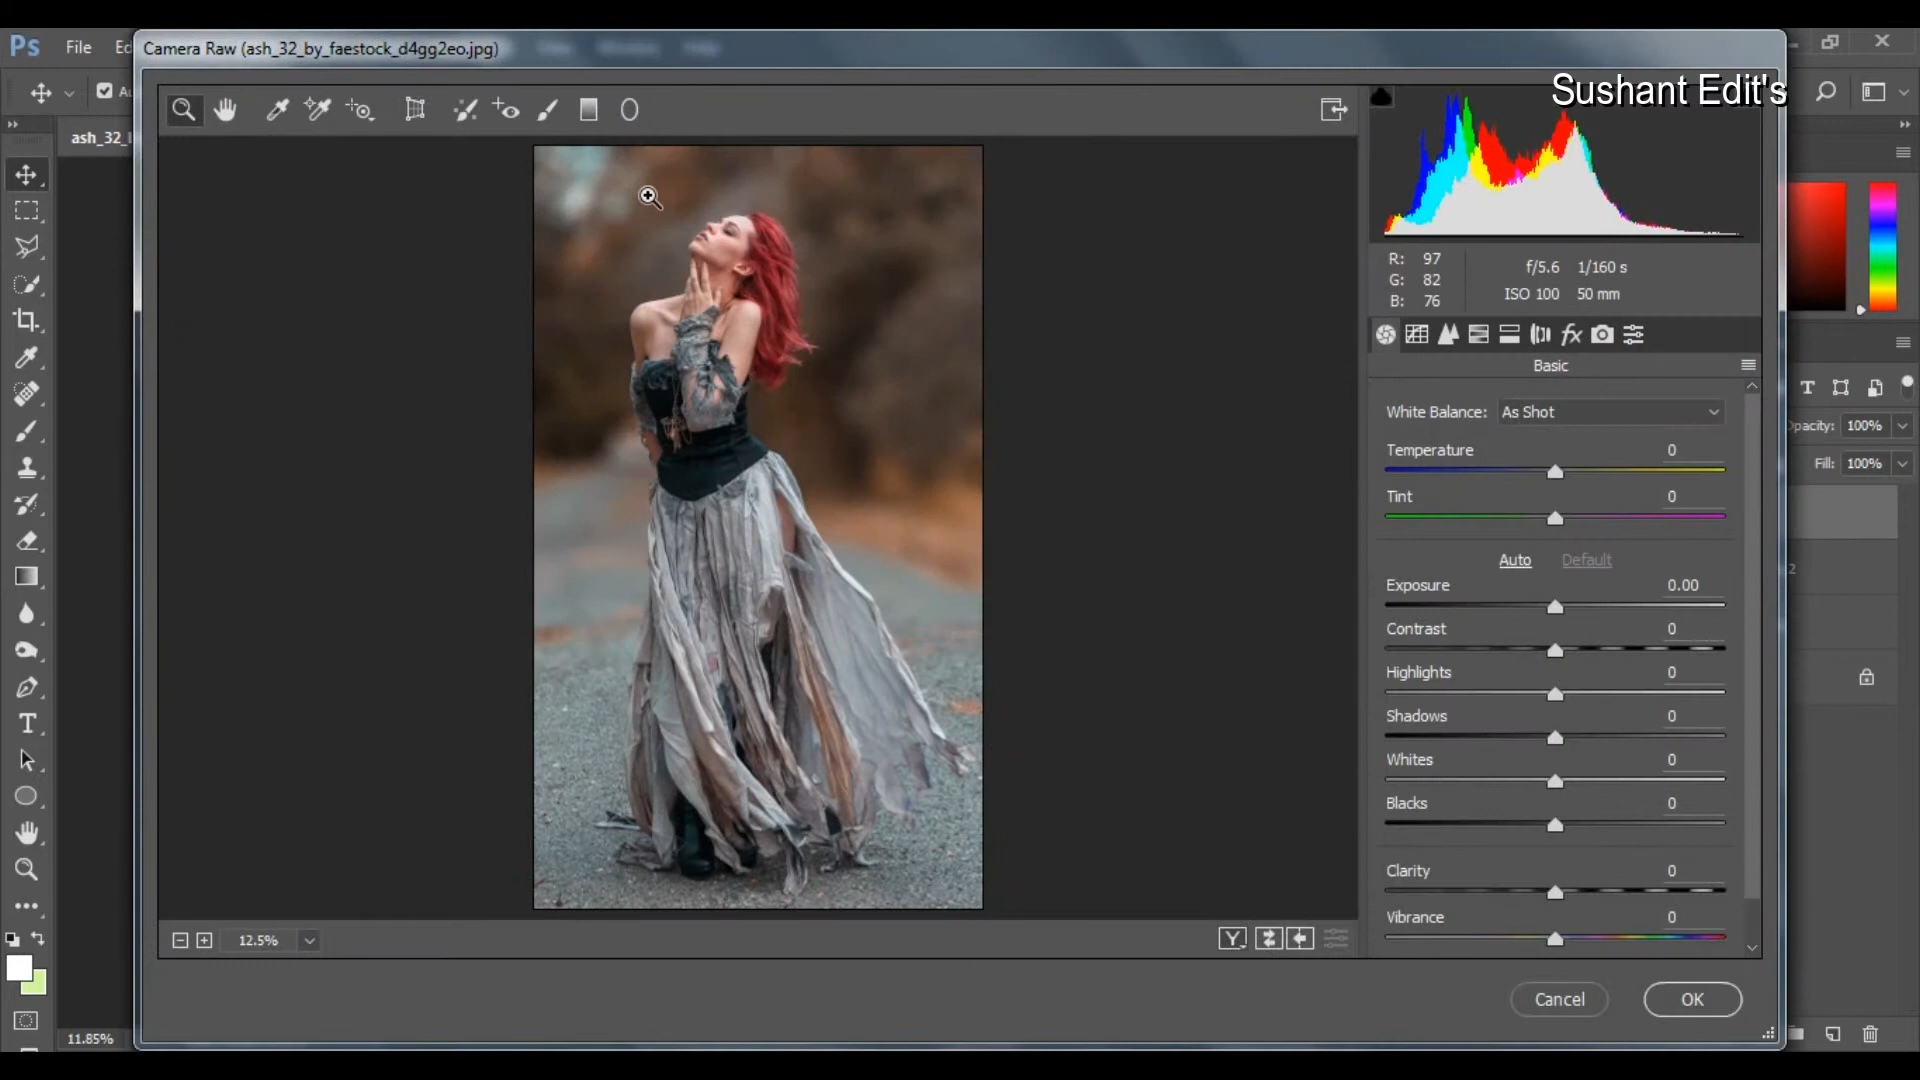 Ps File Ed
Camera Raw (ash_32_by_faestock_d4gg2eo.jpg)
Sushant Edit's
Au
ash_32_
R: 97
G: 82
B: 76
f/5.6 1/160 s
ISO 100 50 mm
Basic
White Balance: As Shot
Temperature 0
Tint 0
Auto Default
Exposure 0.00
Contrast 0
Highlights 0
Shadows 0
Whites 0
Blacks 0
Clarity 0
Vibrance 0
Opacity: 100%
Fill: 100%
2
12.5%
Y
Cancel OK
11.85%